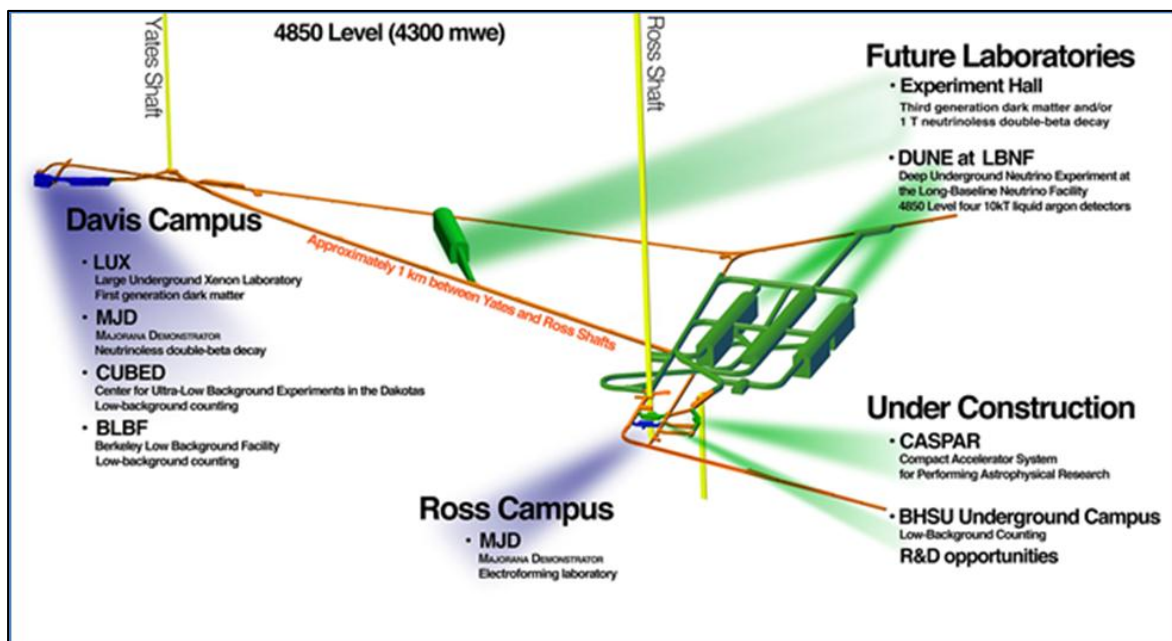 4850 Level (4300 mwe)
Yates Shaft
Ross Shaft
Approximately 1 km between Yates and Ross Shafts
Davis Campus
· LUX
Large Underground Xenon Laboratory
First generation dark matter
· MJD
MAJORANA DEMONSTRATOR
Neutrinoless double-beta decay
· CUBED
Center for Ultra-Low Background Experiments in the Dakotas
Low-background counting
· BLBF
Berkeley Low Background Facility
Low-background counting
Ross Campus
· MJD
MAJORANA DEMONSTRATOR
Electroforming laboratory
Future Laboratories
· Experiment Hall
Third generation dark matter and/or
1 T neutrinoless double-beta decay
· DUNE at LBNF
Deep Underground Neutrino Experiment at
the Long-Baseline Neutrino Facility
4850 Level four 10kT liquid argon detectors
Under Construction
· CASPAR
Compact Accelerator System
for Performing Astrophysical Research
· BHSU Underground Campus
Low-Background Counting
R&D opportunities